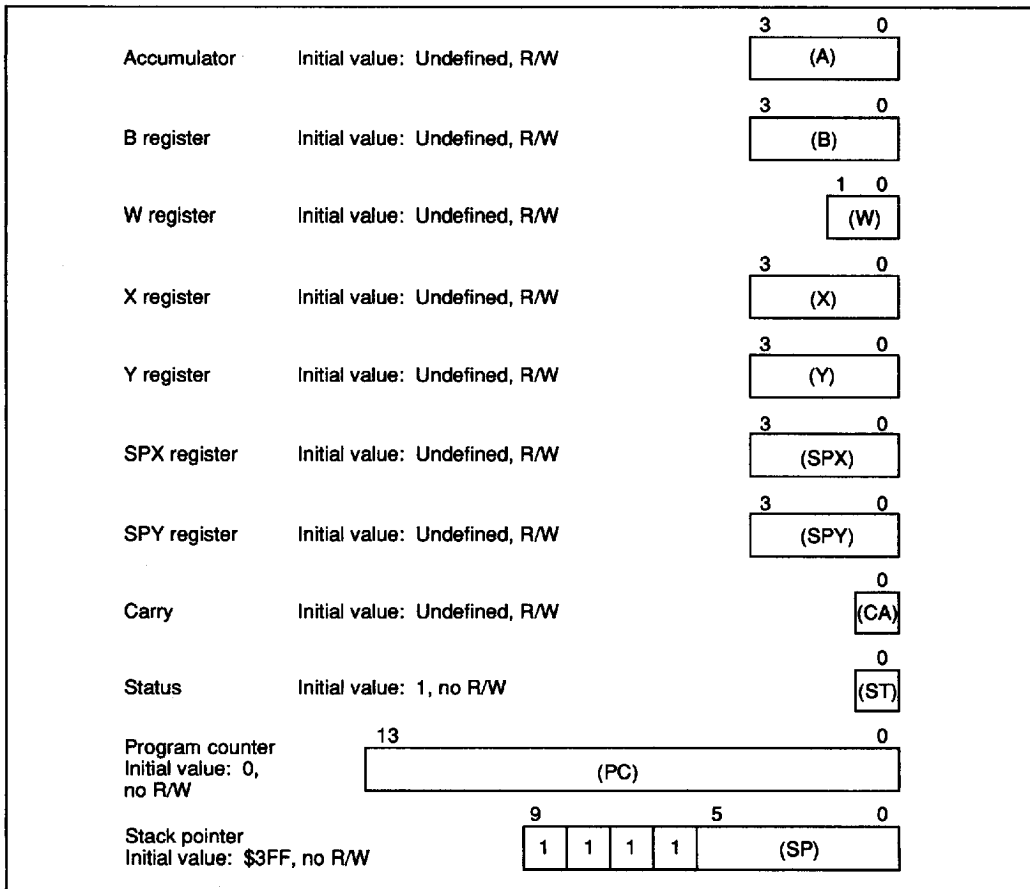 3 0
Accumulator Initial value: Undefined, R/W (A)
3 0
B register Initial value: Undefined, R/W (B)
1 0
W register Initial value: Undefined, R/W (W)
3 0
X register Initial value: Undefined, R/W (X)
3 0
Y register Initial value: Undefined, R/W (Y)
3 0
SPX register Initial value: Undefined, R/W (SPX)
3 0
SPY register Initial value: Undefined, R/W (SPY)
0
Carry Initial value: Undefined, R/W (CA)
0
Status Initial value: 1, no R/W (ST)
13 0
Program counter
Initial value: 0, (PC)
no R/W
9 5 0
Stack pointer
Initial value: $3FF, no R/W 1 1 1 1 (SP)